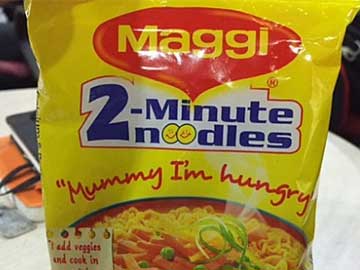 Maggi
®
2-Minute
noodles
"Mummy I'm hungry
add veggies
and cook in